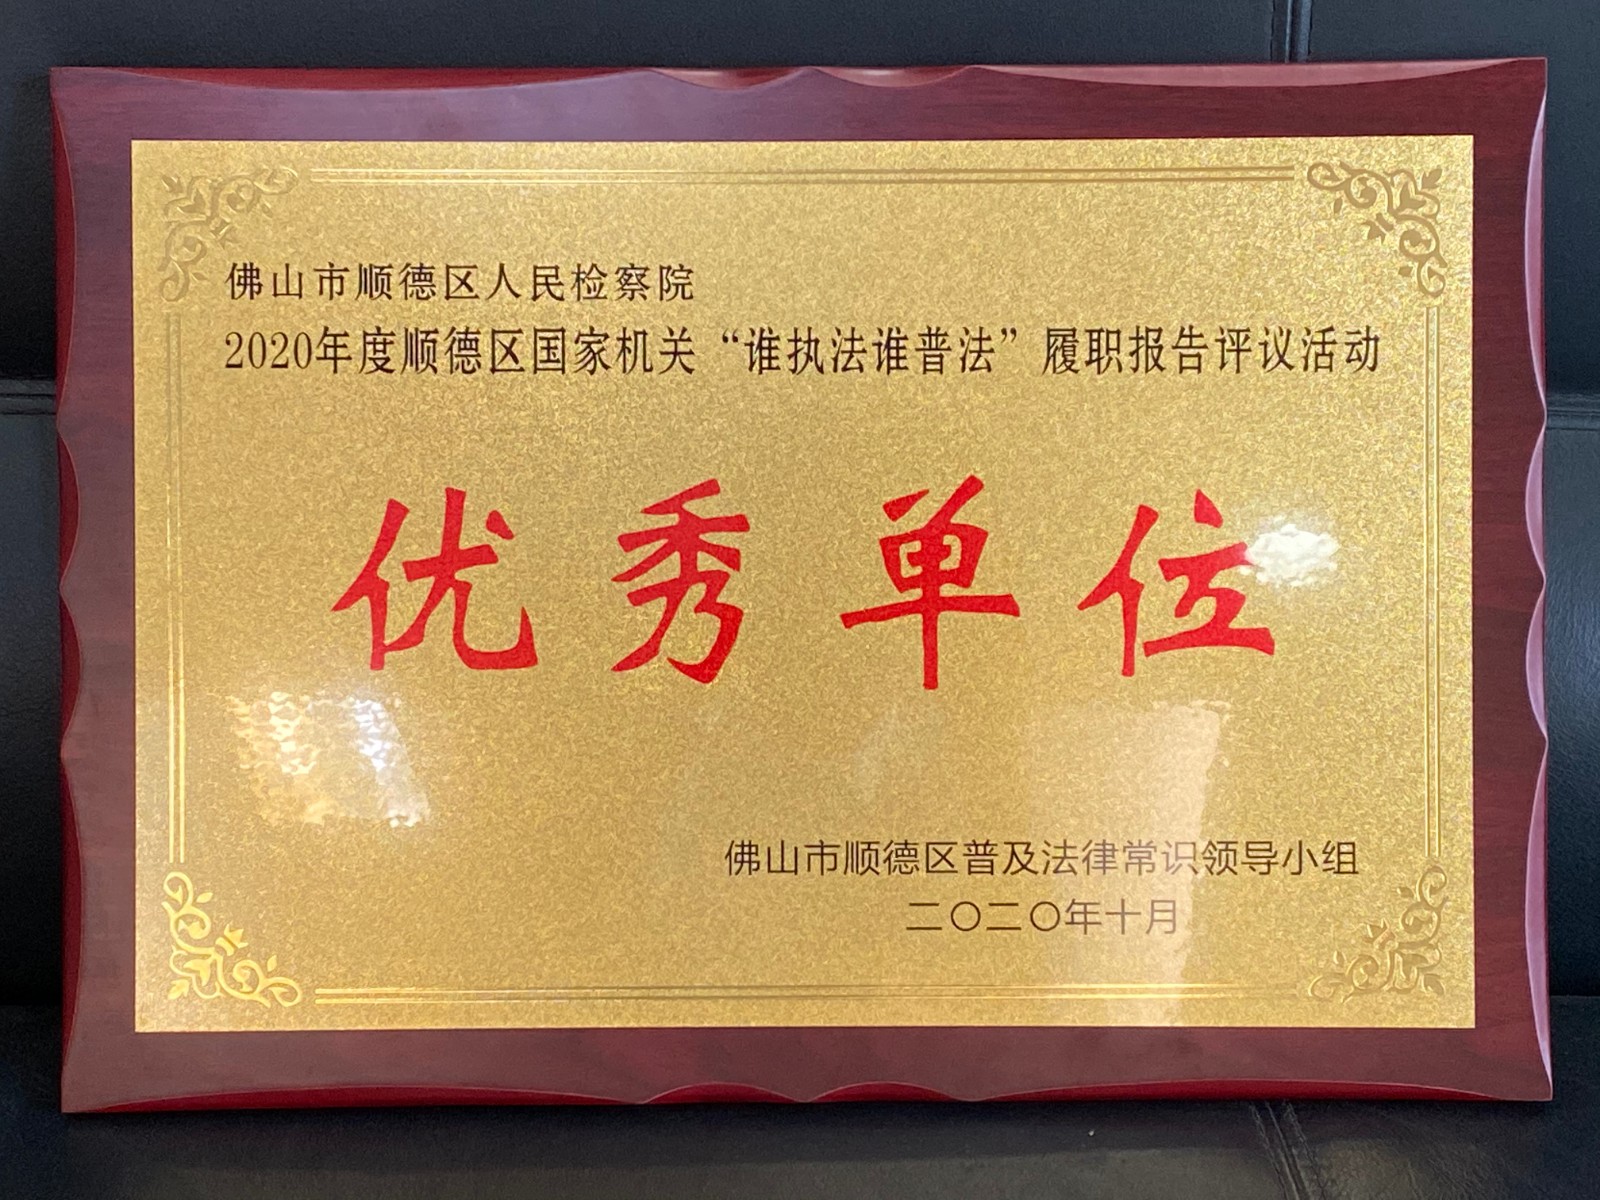 佛山市顺德区人民检察院
2020年度顺德区国家机关“谁执法谁普法”履职报告评议活动
优秀单位
佛山市顺德区普及法律常识领导小组
二〇二〇年十月